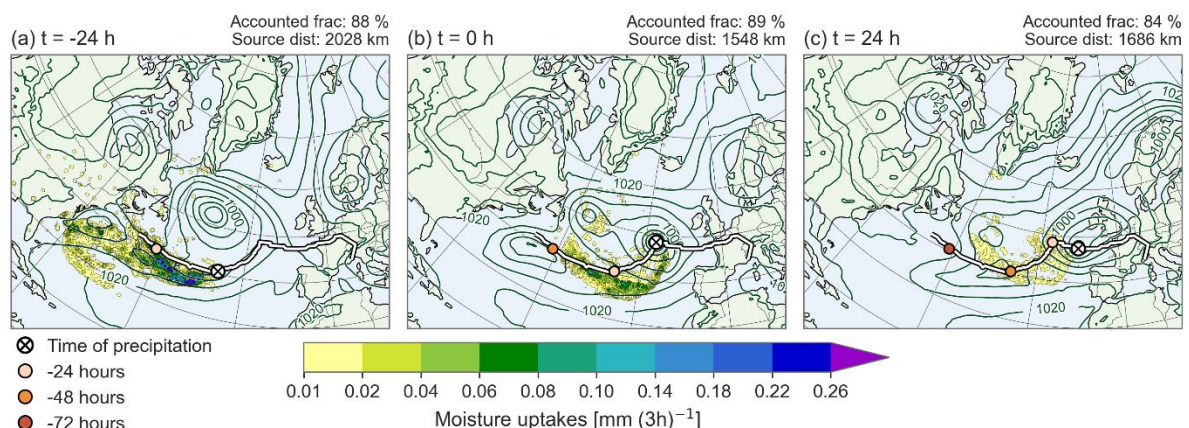 Accounted frac: 88 %
(a) t = -24 h Source dist: 2028 km
Accounted frac: 89 %
(b) t = 0 h Source dist: 1548 km
Accounted frac: 84 %
(c) t = 24 h Source dist: 1686 km
1000
1020
1020
1020
1020
1020
1020
1020
1000
1020
Time of precipitation
-24 hours
-48 hours
-72 hours
0.01 0.02 0.04 0.06 0.08 0.10 0.14 0.18 0.22 0.26
Moisture uptakes [mm (3h)⁻¹]